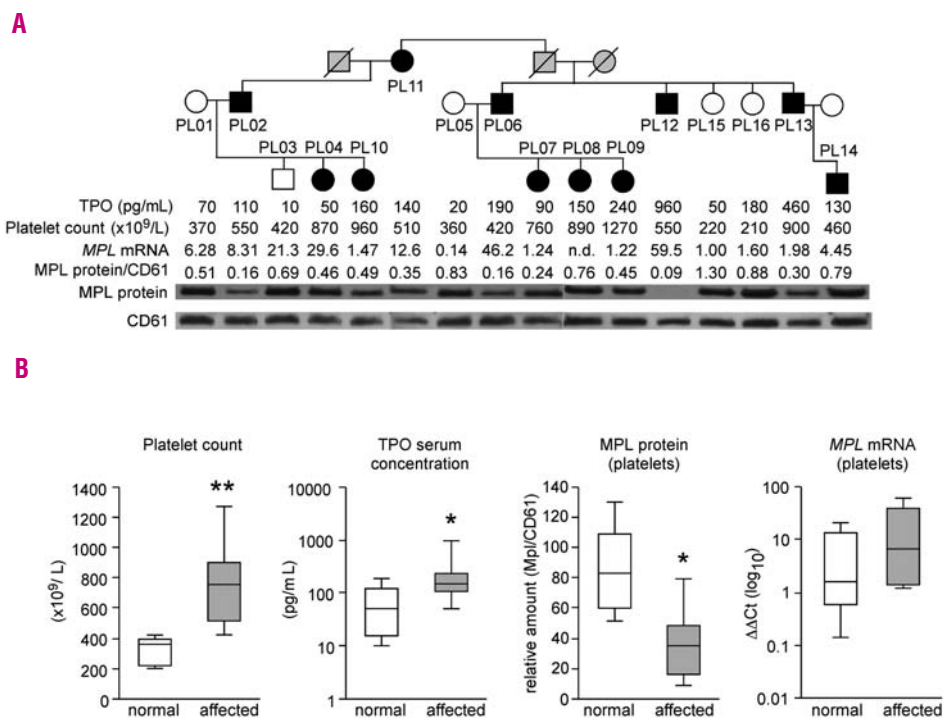 A
PL11
PL01 PL02 PL05 PL06 PL12 PL15 PL16 PL13
PL03 PL04 PL10 PL07 PL08 PL09 PL14
TPO (pg/mL) 70 110 10 50 160 140 20 190 90 150 240 960 50 180 460 130
Platelet count (x10⁹/L) 370 550 420 870 960 510 360 420 760 890 1270 550 220 210 900 460
MPL mRNA 6.28 8.31 21.3 29.6 1.47 12.6 0.14 46.2 1.24 n.d. 1.22 59.5 1.00 1.60 1.98 4.45
MPL protein/CD61 0.51 0.16 0.69 0.46 0.49 0.35 0.83 0.16 0.24 0.76 0.45 0.09 1.30 0.88 0.30 0.79
MPL protein
CD61
B
Platelet count
(x10⁹/ L)
1400
1200
1000
800
600
400
200
0
**
normal affected
TPO serum
concentration
(pg/m L)
10000
1000
100
10
1
*
normal affected
MPL protein
(platelets)
relative amount (Mpl/CD61)
140
120
100
80
60
40
20
0
*
normal affected
MPL mRNA
(platelets)
ΔΔCt (log₁₀)
100
10
1
0.1
0.01
normal affected